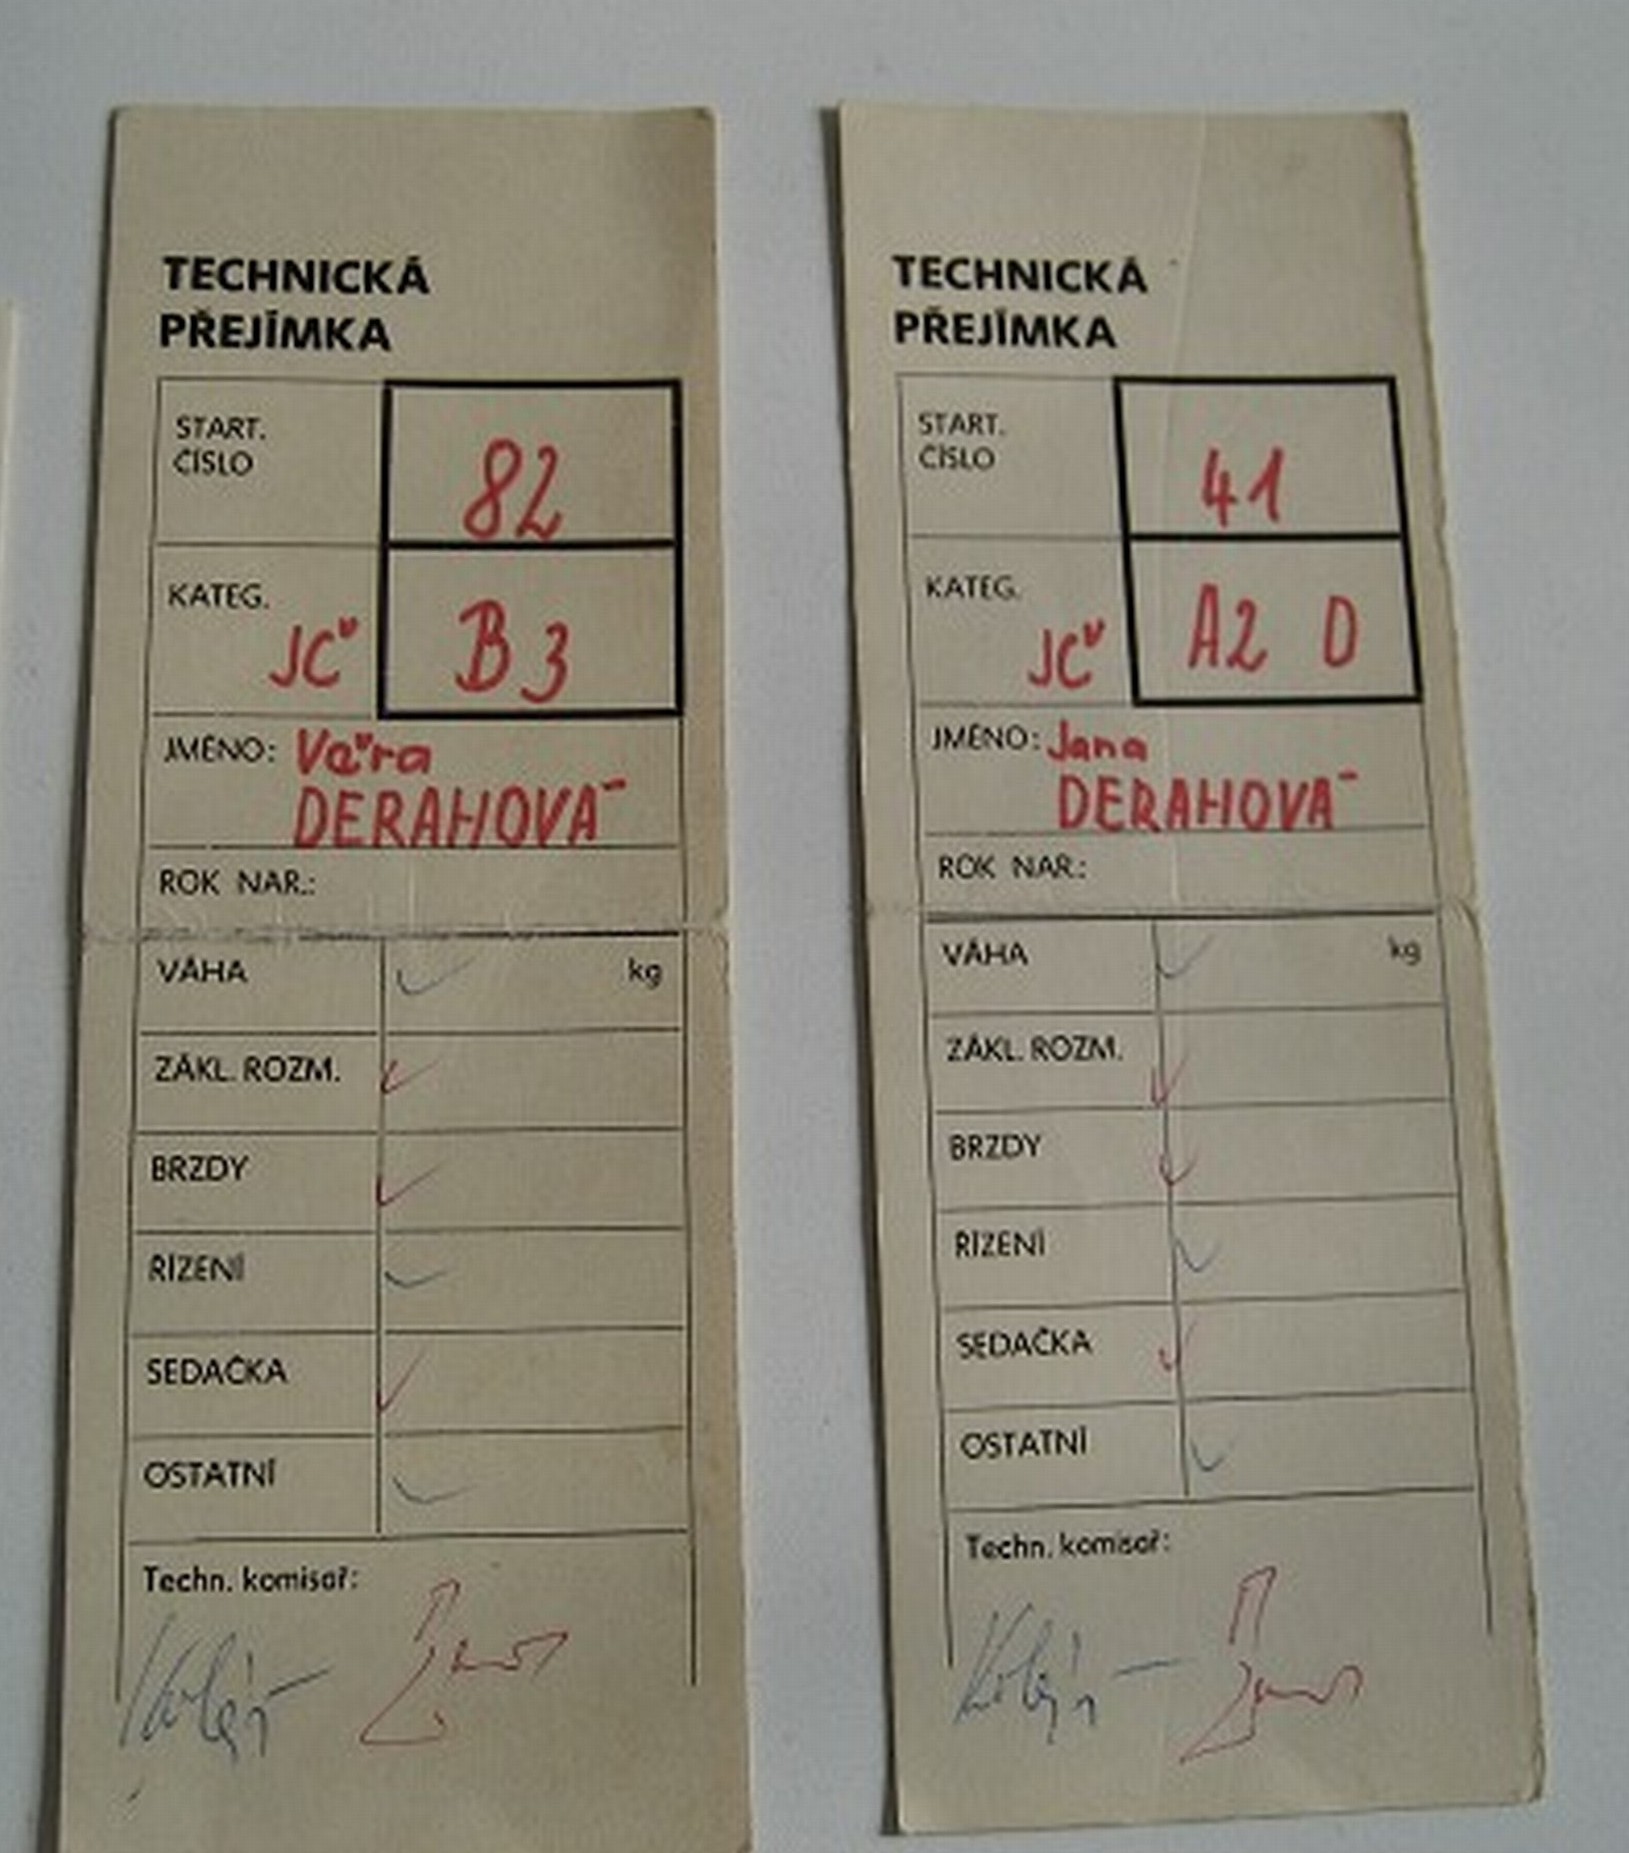 TECHNICKÁ
PŘEJÍMKA
START.
ČÍSLO
82
KATEG.
JČ
B3
JMÉNO: Věra
DERAHOVÁ
ROK NAR.:
VÁHA
kg
ZÁKL. ROZM.
BRZDY
ŘÍZENÍ
SEDAČKA
OSTATNÍ
Techn. komisař:
TECHNICKÁ
PŘEJÍMKA
START.
ČÍSLO
41
KATEG.
JČ
A2 D
JMÉNO: Jana
DERAHOVÁ
ROK NAR.:
VÁHA
kg
ZÁKL. ROZM.
BRZDY
ŘÍZENÍ
SEDAČKA
OSTATNÍ
Techn. komisař: